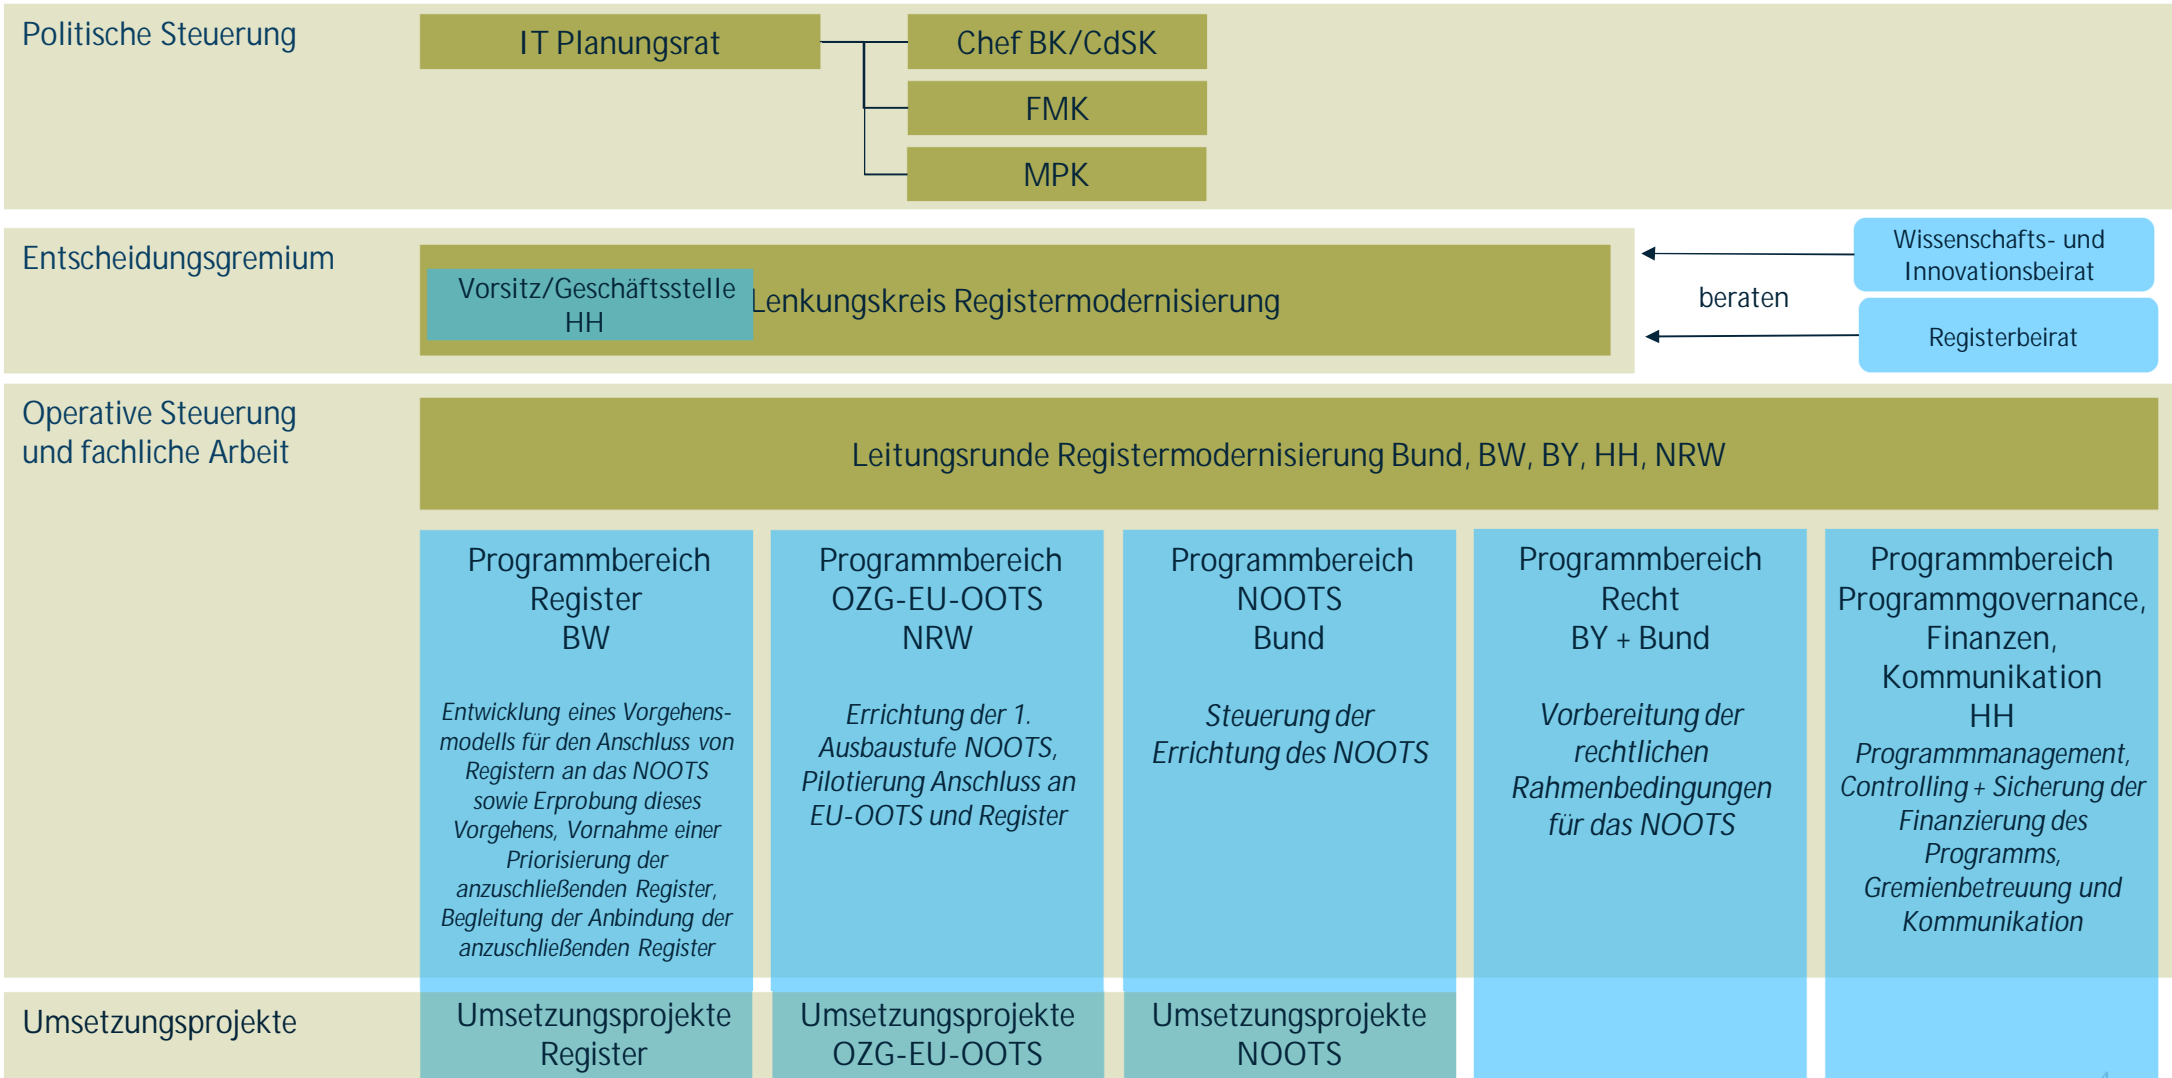 Politische Steuerung
IT Planungsrat
Chef BK/CdSK
FMK
MPK
Entscheidungsgremium
Vorsitz/Geschäftsstelle
HH
Lenkungskreis Registermodernisierung
beraten
Wissenschafts- und
Innovationsbeirat
Registerbeirat
Operative Steuerung
und fachliche Arbeit
Leitungsrunde Registermodernisierung Bund, BW, BY, HH, NRW
Programmbereich
Register
BW
Entwicklung eines Vorgehens-
modells für den Anschluss von
Registern an das NOOTS
sowie Erprobung dieses
Vorgehens, Vornahme einer
Priorisierung der
anzuschließenden Register,
Begleitung der Anbindung der
anzuschließenden Register
Programmbereich
OZG-EU-OOTS
NRW
Errichtung der 1.
Ausbaustufe NOOTS,
Pilotierung Anschluss an
EU-OOTS und Register
Programmbereich
NOOTS
Bund
Steuerung der
Errichtung des NOOTS
Programmbereich
Recht
BY + Bund
Vorbereitung der
rechtlichen
Rahmenbedingungen
für das NOOTS
Programmbereich
Programmgovernance,
Finanzen,
Kommunikation
HH
Programmmanagement,
Controlling + Sicherung der
Finanzierung des
Programms,
Gremienbetreuung und
Kommunikation
Umsetzungsprojekte
Umsetzungsprojekte
Register
Umsetzungsprojekte
OZG-EU-OOTS
Umsetzungsprojekte
NOOTS